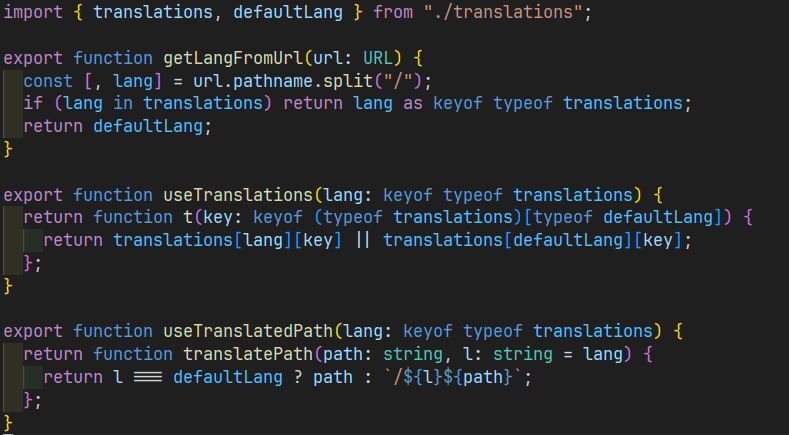 import { translations, defaultLang } from "./translations";

export function getLangFromUrl(url: URL) {
  const [, lang] = url.pathname.split("/");
  if (lang in translations) return lang as keyof typeof translations;
  return defaultLang;
}

export function useTranslations(lang: keyof typeof translations) {
  return function t(key: keyof (typeof translations)[typeof defaultLang]) {
    return translations[lang][key] || translations[defaultLang][key];
  };
}

export function useTranslatedPath(lang: keyof typeof translations) {
  return function translatePath(path: string, l: string = lang) {
    return l === defaultLang ? path : `/${l}${path}`;
  };
}